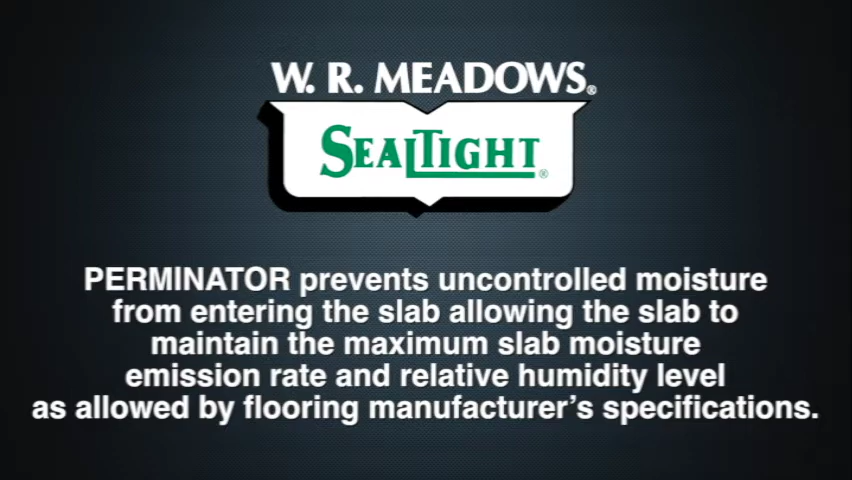 W. R. MEADOWS®
SEALTIGHT®
PERMINATOR prevents uncontrolled moisture
from entering the slab allowing the slab to
maintain the maximum slab moisture
emission rate and relative humidity level
as allowed by flooring manufacturer's specifications.